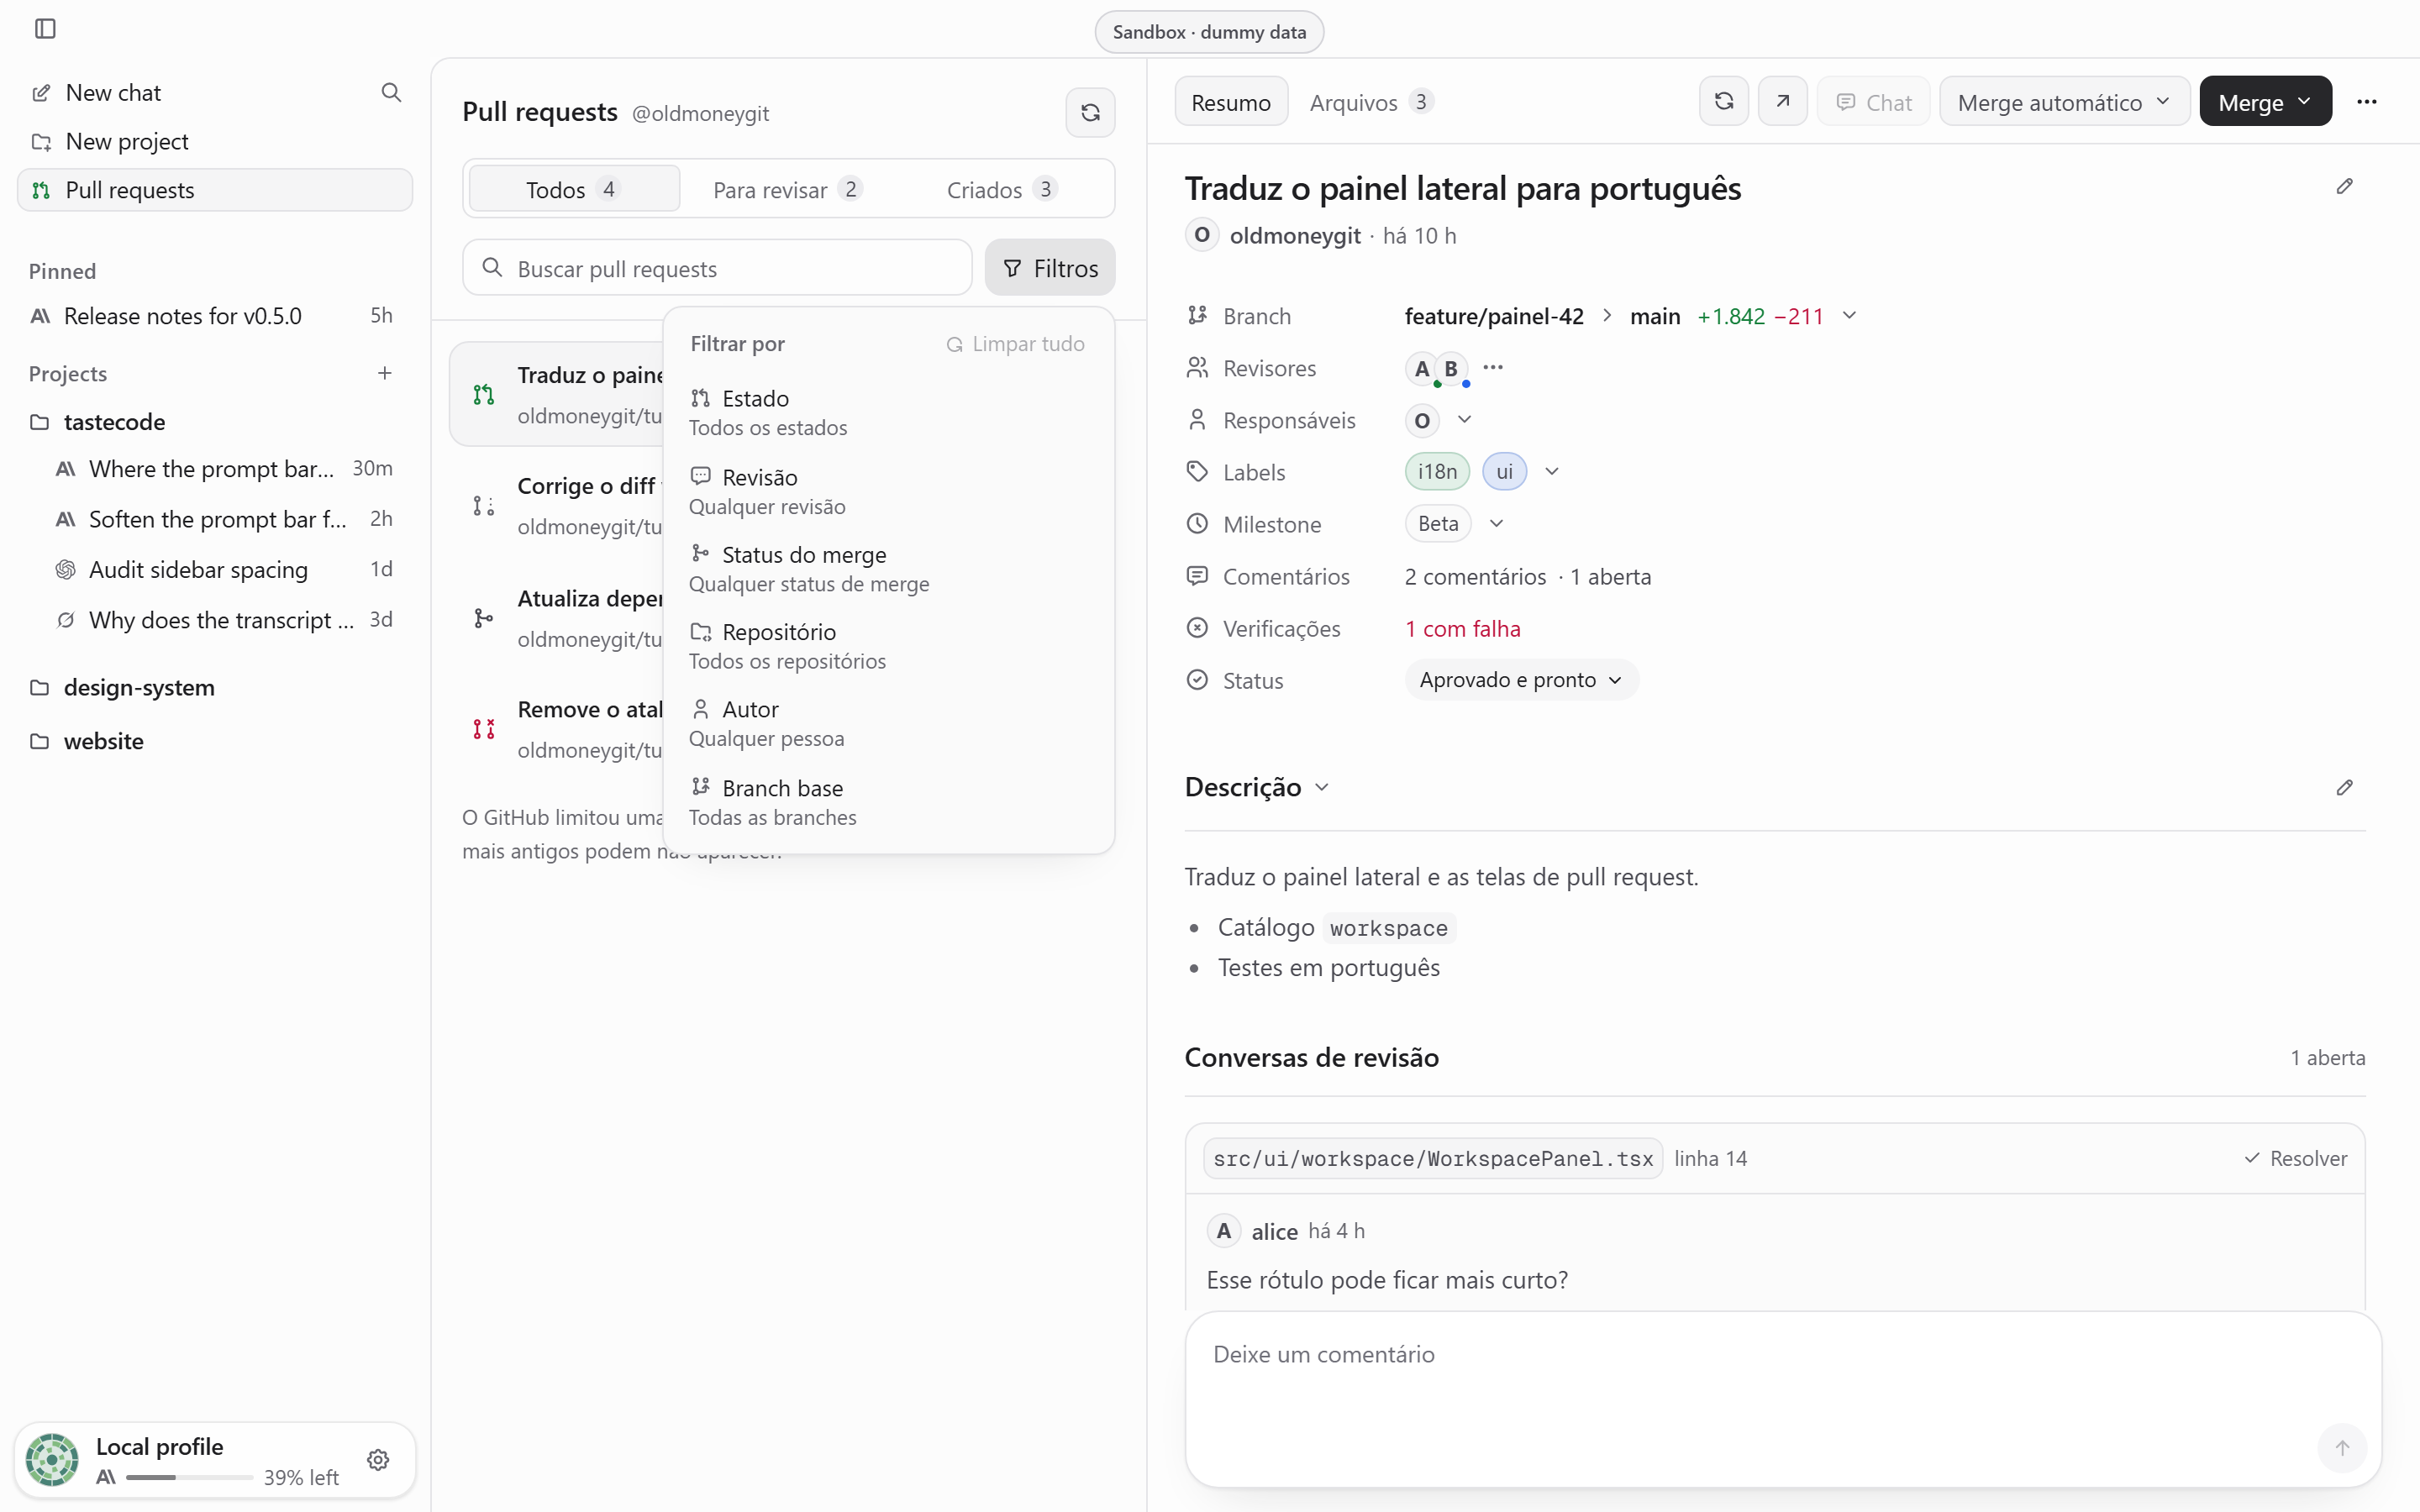 Sandbox · dummy data
New chat
New project
Pull requests
Pinned
Release notes for v0.5.0 5h
Projects
tastecode
Where the prompt bar... 30m
Soften the prompt bar f... 2h
Audit sidebar spacing 1d
Why does the transcript ... 3d
design-system
website
Local profile
39% left
Pull requests @oldmoneygit
Todos 4 Para revisar 2 Criados 3
Buscar pull requests
Filtros
Traduz o
oldmoneygit/
Corrige o diff
oldmoneygit/
Atualiza
oldmoneygit/
Remove o
oldmoneygit/
O GitHub limitou
mais antigos podem não aparecer.
Filtrar por Limpar tudo
Estado
Todos os estados
Revisão
Qualquer revisão
Status do merge
Qualquer status de merge
Repositório
Todos os repositórios
Autor
Qualquer pessoa
Branch base
Todas as branches
Resumo Arquivos 3 Chat Merge automático Merge
Traduz o painel lateral para português
O oldmoneygit · há 10 h
Branch feature/painel-42 main +1.842 −211
Revisores A B
Responsáveis O
Labels i18n ui
Milestone Beta
Comentários 2 comentários · 1 aberta
Verificações 1 com falha
Status Aprovado e pronto
Descrição
Traduz o painel lateral e as telas de pull request.
• Catálogo workspace
• Testes em português
Conversas de revisão 1 aberta
src/ui/workspace/WorkspacePanel.tsx linha 14 Resolver
A alice há 4 h
Esse rótulo pode ficar mais curto?
Deixe um comentário